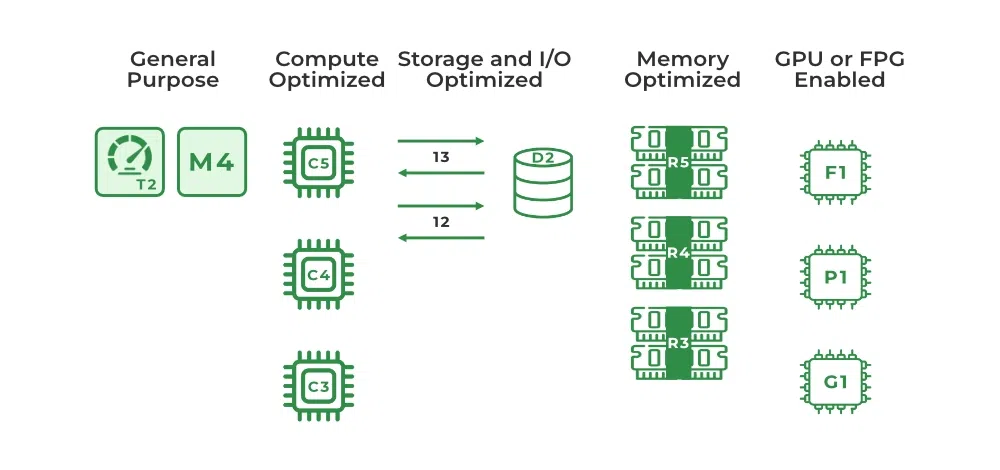 General
Purpose
Compute
Optimized
Storage and I/O
Optimized
Memory
Optimized
GPU or FPG
Enabled
T2
M4
C5
C4
C3
13
12
D2
R5
R4
R3
F1
P1
G1